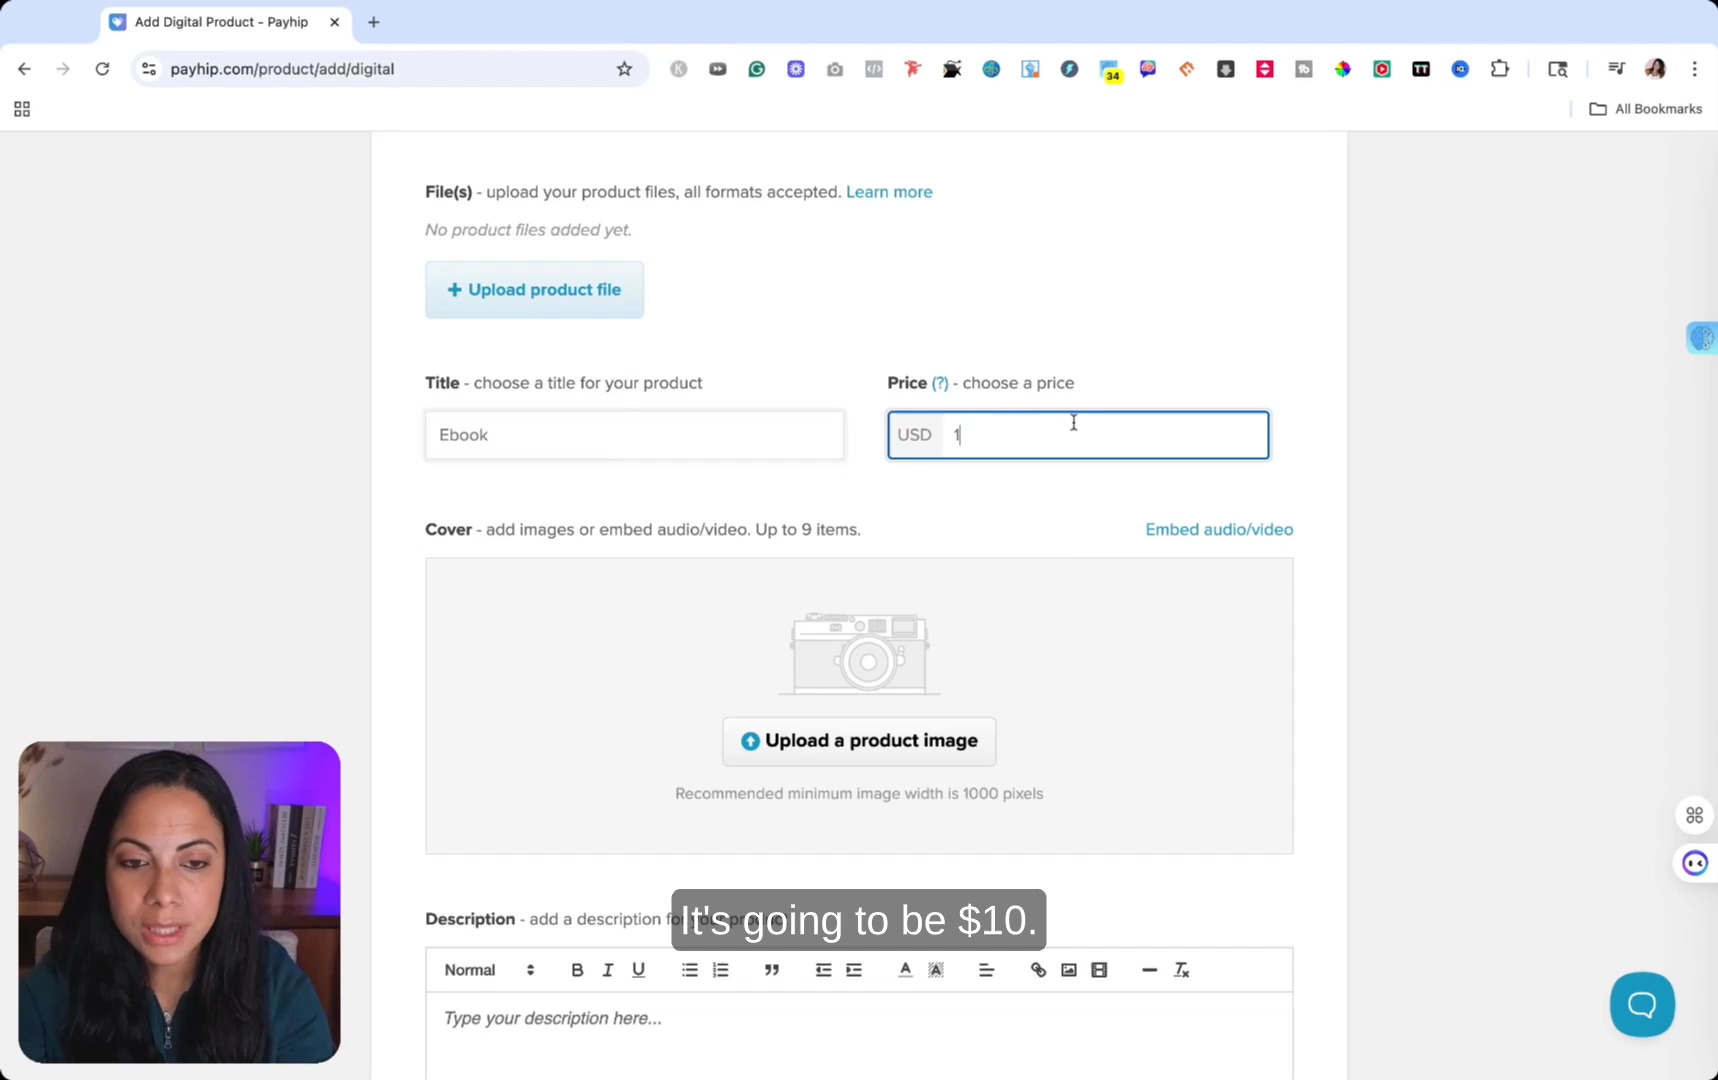 Add Digital Product - Payhip
payhip.com/product/add/digital
34
All Bookmarks
File(s) - upload your product files, all formats accepted. Learn more
No product files added yet.
+ Upload product file
Title - choose a title for your product
Price (?) - choose a price
Ebook
USD 1
Cover - add images or embed audio/video. Up to 9 items.
Embed audio/video
Upload a product image
Recommended minimum image width is 1000 pixels
Description - add a description for
It's going to be $10.
Normal
Type your description here...